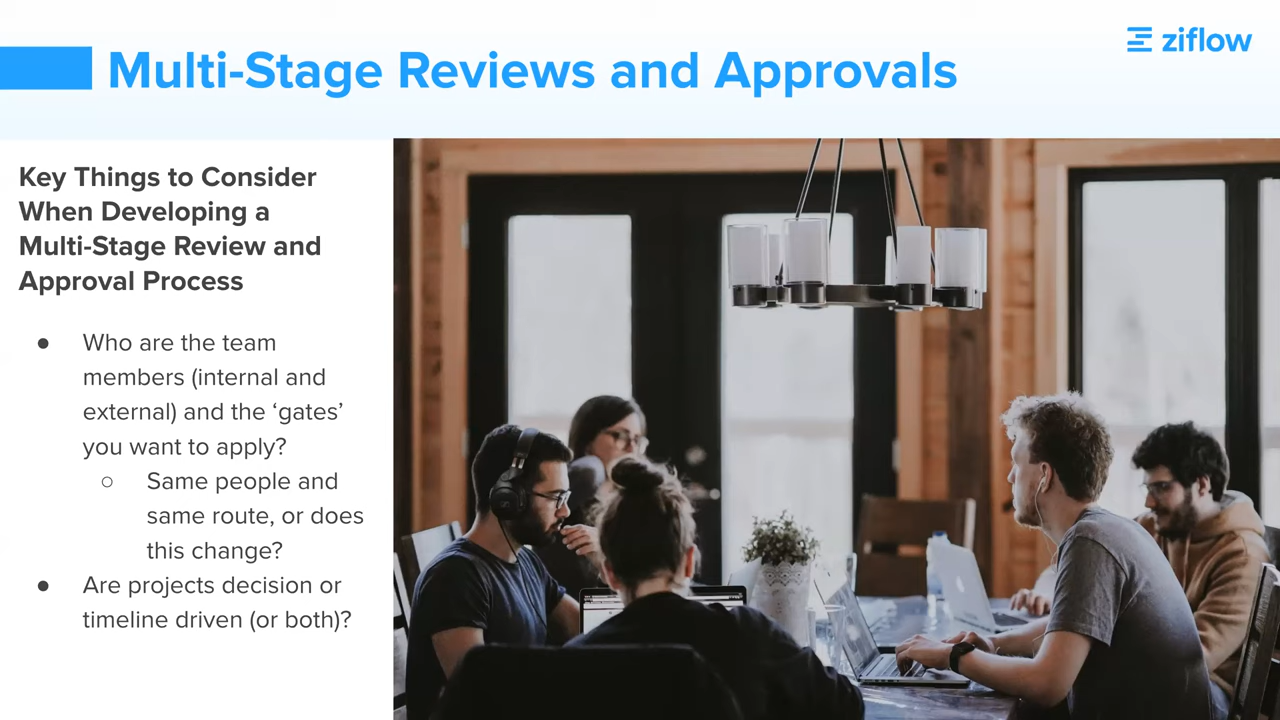 Multi-Stage Reviews and Approvals
ziflow
Key Things to Consider
When Developing a
Multi-Stage Review and
Approval Process
● Who are the team
members (internal and
external) and the ‘gates’
you want to apply?
○ Same people and
same route, or does
this change?
● Are projects decision or
timeline driven (or both)?